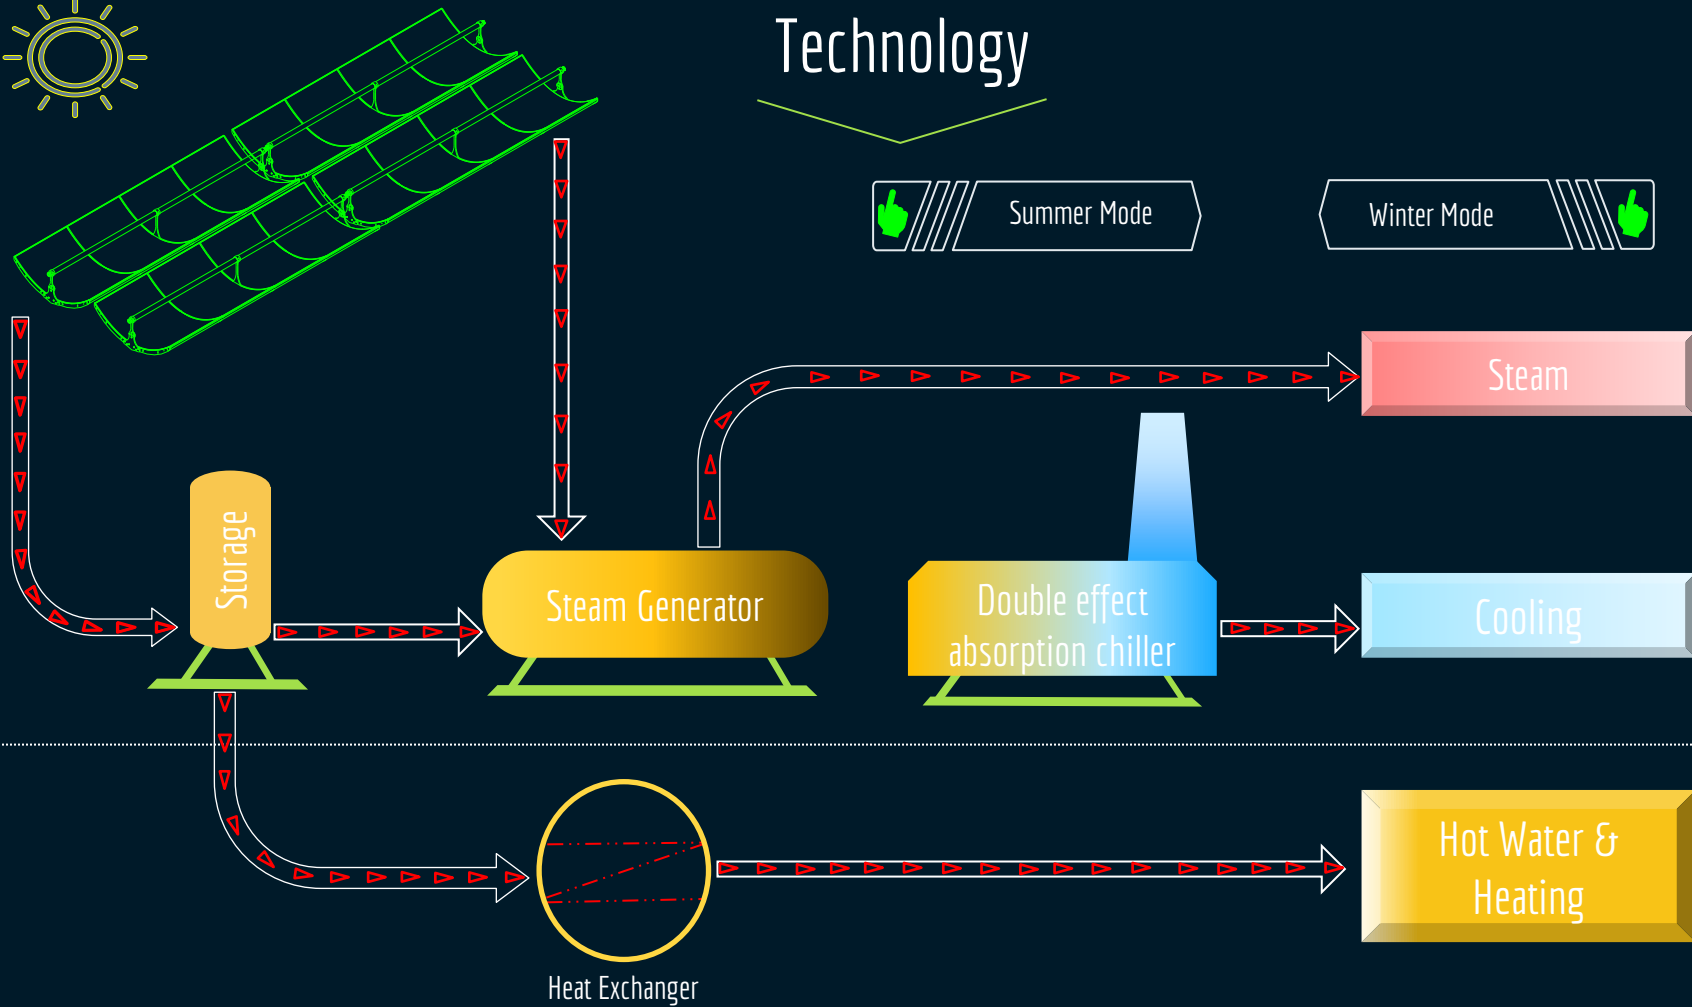 Technology
Summer Mode
Winter Mode
Steam
Storage
Steam Generator
Double effect
absorption chiller
Cooling
Hot Water &
Heating
Heat Exchanger